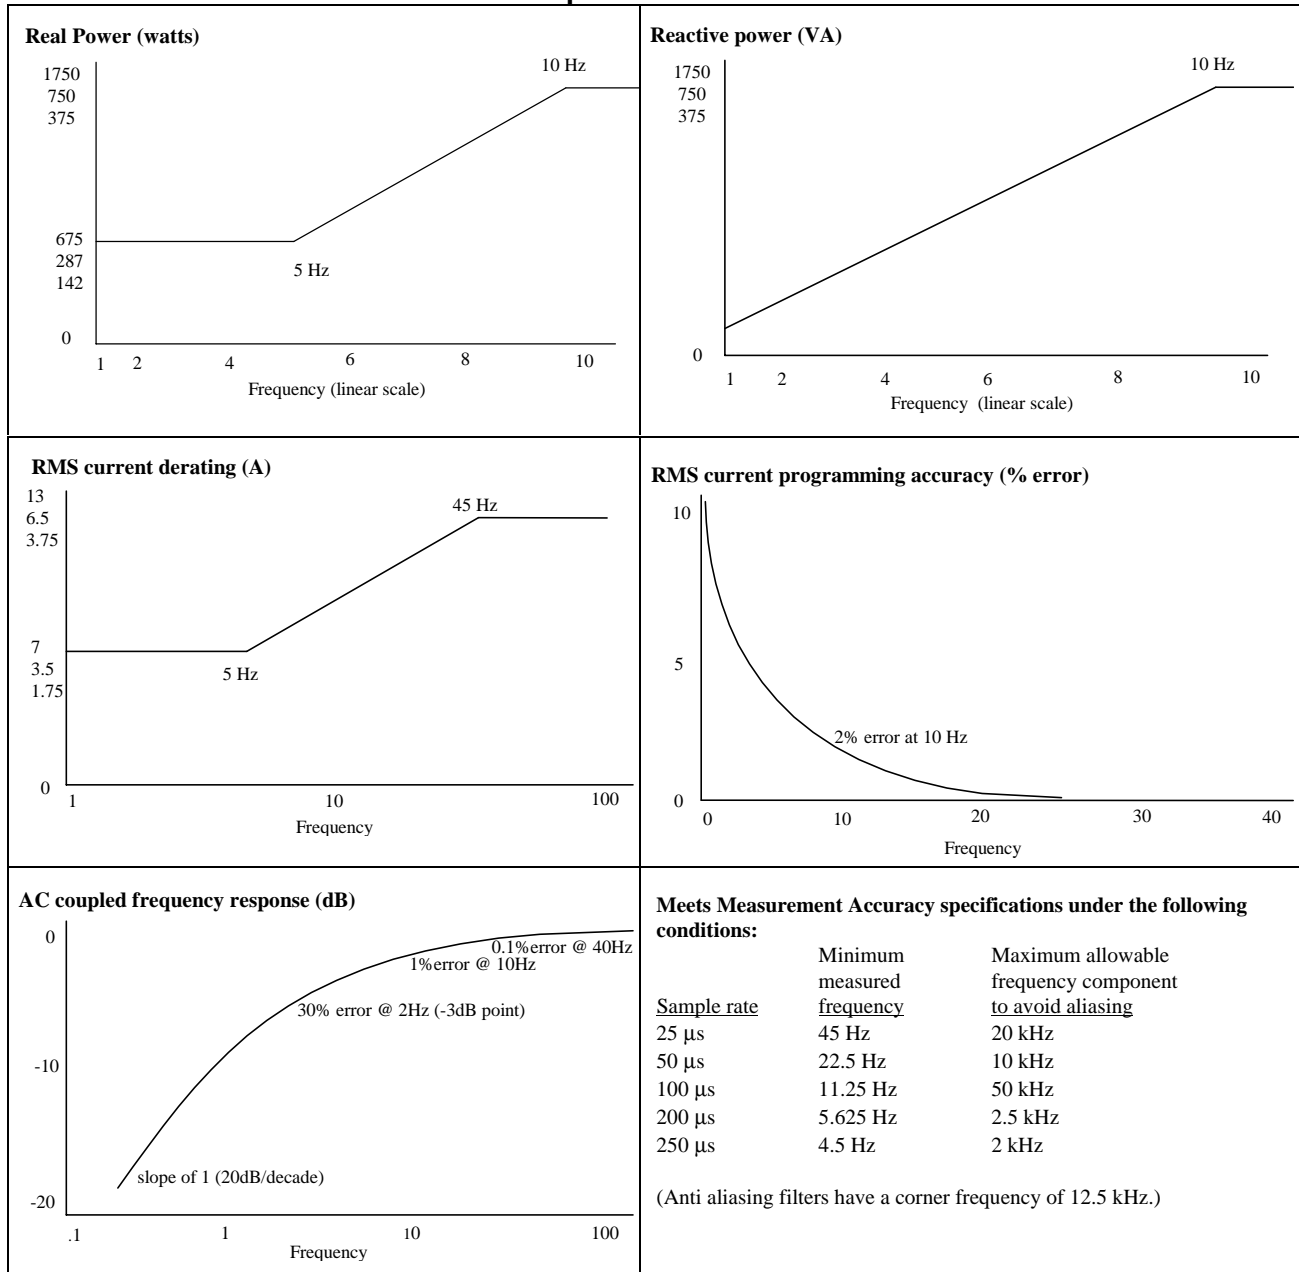 Real Power (watts)
10 Hz
1750
750
375
675
287
142
5 Hz
0
1 2 4 6 8 10
Frequency (linear scale)
Reactive power (VA)
10 Hz
1750
750
375
0
1 2 4 6 8 10
Frequency (linear scale)
RMS current derating (A)
13
6.5
3.75
45 Hz
7
3.5
1.75
5 Hz
0
1 10 100
Frequency
RMS current programming accuracy (% error)
10
5
2% error at 10 Hz
0
0 10 20 30 40
Frequency
AC coupled frequency response (dB)
0
0.1%error @ 40Hz
1%error @ 10Hz
30% error @ 2Hz (-3dB point)
-10
slope of 1 (20dB/decade)
-20
.1 1 10 100
Frequency
Meets Measurement Accuracy specifications under the following
conditions:
Minimum Maximum allowable
measured frequency component
Sample rate frequency to avoid aliasing
25 μs 45 Hz 20 kHz
50 μs 22.5 Hz 10 kHz
100 μs 11.25 Hz 50 kHz
200 μs 5.625 Hz 2.5 kHz
250 μs 4.5 Hz 2 kHz
(Anti aliasing filters have a corner frequency of 12.5 kHz.)